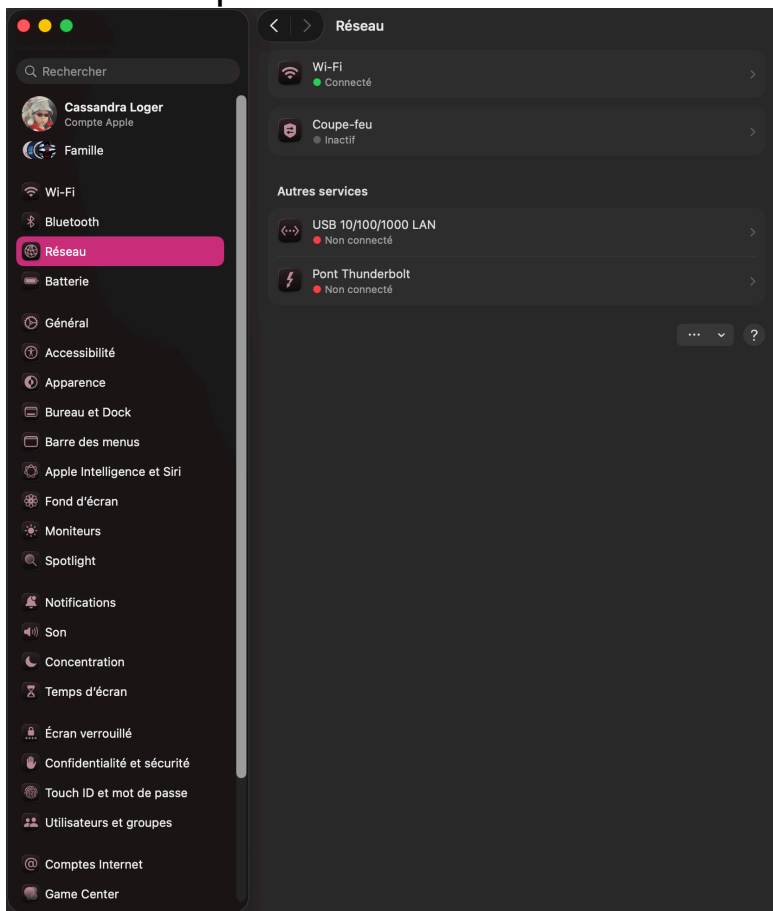 Rechercher
Cassandra Loger
Compte Apple
Famille
Wi-Fi
Bluetooth
Réseau
Batterie
Général
Accessibilité
Apparence
Bureau et Dock
Barre des menus
Apple Intelligence et Siri
Fond d'écran
Moniteurs
Spotlight
Notifications
Son
Concentration
Temps d'écran
Écran verrouillé
Confidentialité et sécurité
Touch ID et mot de passe
Utilisateurs et groupes
Comptes Internet
Game Center
Réseau
Wi-Fi
Connecté
Coupe-feu
Inactif
Autres services
USB 10/100/1000 LAN
Non connecté
Pont Thunderbolt
Non connecté
... 
?